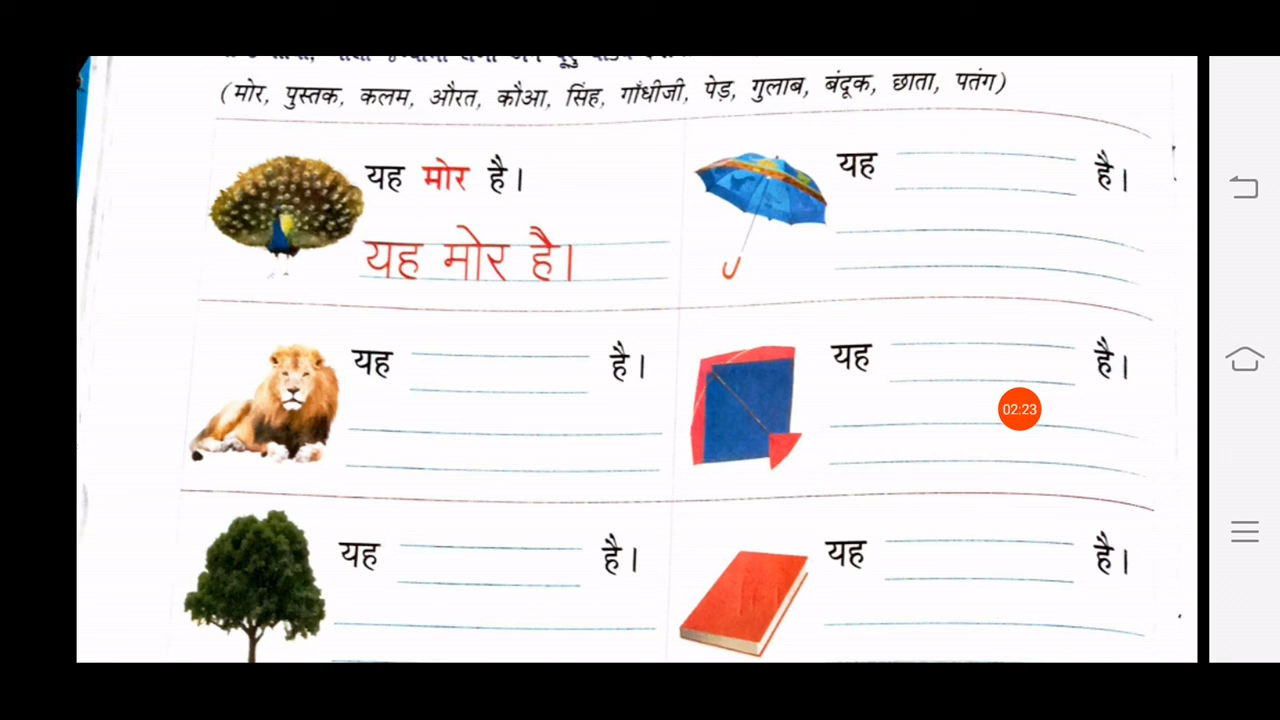 (मोर, पुस्तक, कलम, औरत, कौआ, सिंह, गाँधीजी, पेड़, गुलाब, बंदूक, छाता, पतंग)
यह मोर है।
यह मोर है।
यह है।
यह है।
यह है।
02:23
यह है।
यह है।